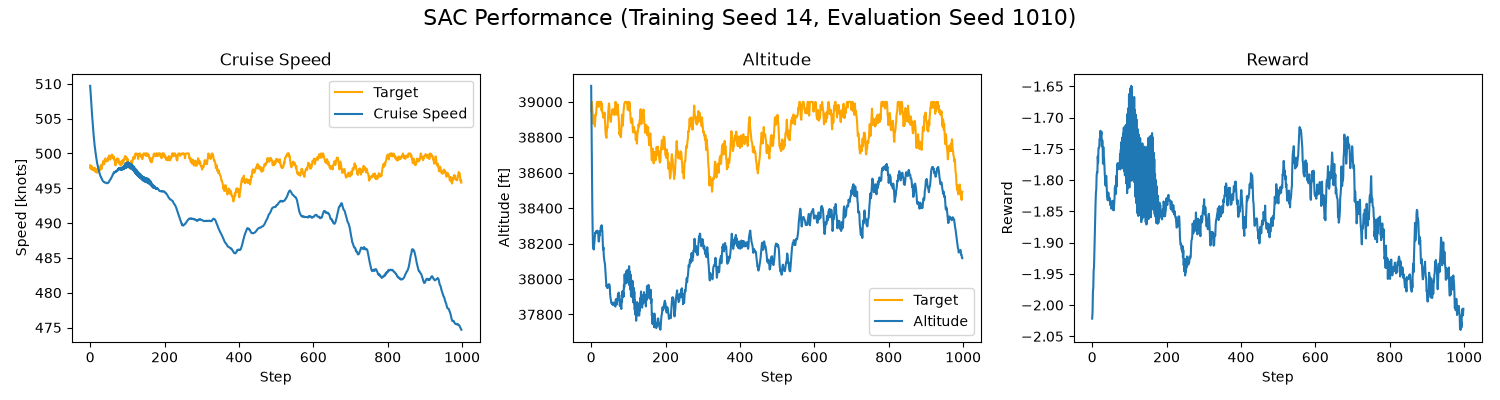 SAC Performance (Training Seed 14, Evaluation Seed 1010)
Cruise Speed
510
505
500
495
490
485
480
475
Speed [knots]
0 200 400 600 800 1000
Step
Target
Cruise Speed
Altitude
39000
38800
38600
38400
38200
38000
37800
Altitude [ft]
0 200 400 600 800 1000
Step
Target
Altitude
Reward
−1.65
−1.70
−1.75
−1.80
−1.85
−1.90
−1.95
−2.00
−2.05
Reward
0 200 400 600 800 1000
Step